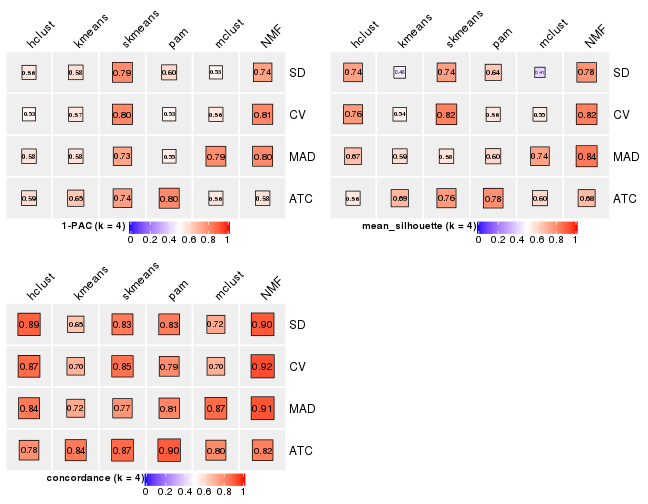 hclust kmeans skmeans pam mclust NMF
0.56 0.58 0.79 0.60 0.53 0.74 SD
0.53 0.57 0.80 0.53 0.56 0.81 CV
0.58 0.58 0.73 0.55 0.79 0.80 MAD
0.59 0.65 0.74 0.80 0.56 0.58 ATC
1-PAC (k = 4)
0 0.2 0.4 0.6 0.8 1
hclust kmeans skmeans pam mclust NMF
0.74 0.74 0.64 0.78 SD
0.76 0.54 0.82 0.56 0.55 0.82 CV
0.67 0.59 0.58 0.60 0.74 0.84 MAD
0.56 0.69 0.76 0.78 0.60 0.68 ATC
mean_silhouette (k = 4)
0 0.2 0.4 0.6 0.8 1
hclust kmeans skmeans pam mclust NMF
0.89 0.65 0.83 0.83 0.72 0.90 SD
0.87 0.70 0.85 0.79 0.70 0.92 CV
0.84 0.72 0.77 0.81 0.87 0.91 MAD
0.78 0.84 0.87 0.90 0.80 0.82 ATC
concordance (k = 4)
0 0.2 0.4 0.6 0.8 1